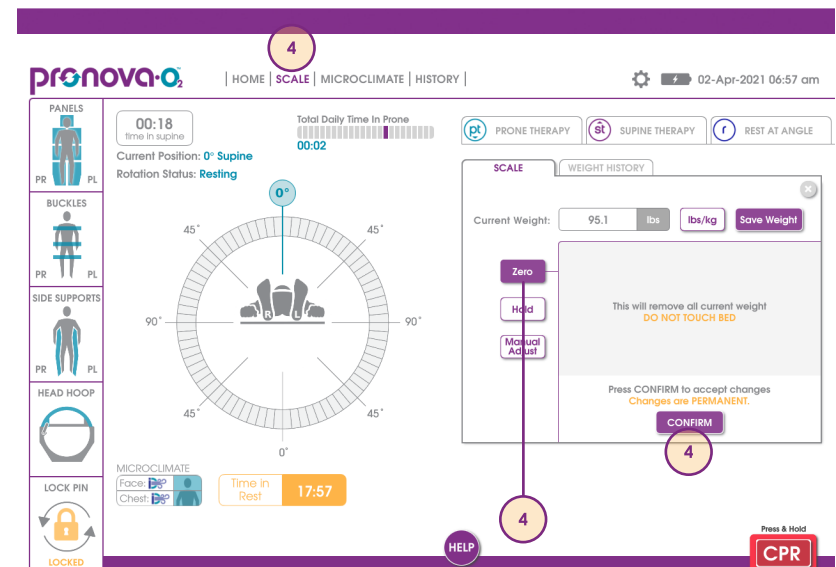 4
pronova·O₂
HOME | SCALE | MICROCLIMATE | HISTORY |
02-Apr-2021 06:57 am
PANELS
PR PL
BUCKLES
PR PL
SIDE SUPPORTS
PR PL
HEAD HOOP
LOCK PIN
LOCKED
00:18
time in supine
Total Daily Time In Prone
00:02
Current Position: 0° Supine
Rotation Status: Resting
0°
45° 45°
R L
90° 90°
45° 45°
0°
MICROCLIMATE
Face:
Chest:
Time in
Rest
17:57
pt PRONE THERAPY
st SUPINE THERAPY
r REST AT ANGLE
SCALE WEIGHT HISTORY
Current Weight: 95.1 lbs lbs/kg Save Weight
Zero
Hold
Manual
Adjust
This will remove all current weight
DO NOT TOUCH BED
Press CONFIRM to accept changes
Changes are PERMANENT.
CONFIRM
4
4
HELP
Press & Hold
CPR